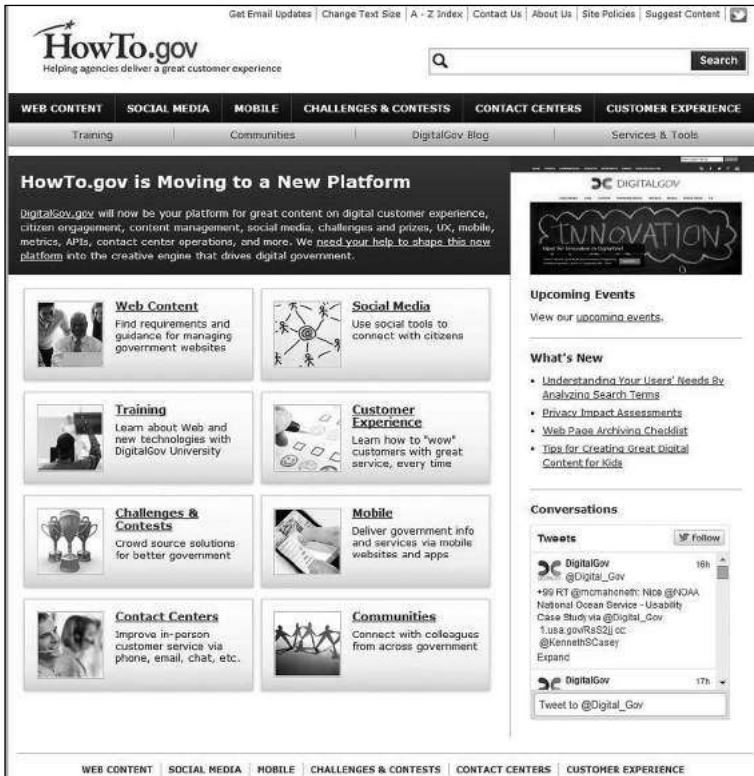 Get Email Updates | Change Text Size | A - Z Index | Contact Us | About Us | Site Policies | Suggest Content
HowTo.gov
Helping agencies deliver a great customer experience
Search
WEB CONTENT SOCIAL MEDIA MOBILE CHALLENGES & CONTESTS CONTACT CENTERS CUSTOMER EXPERIENCE
Training | Communities | DigitalGov Blog | Services & Tools
HowTo.gov is Moving to a New Platform
DigitalGov.gov will now be your platform for great content on digital customer experience,
citizen engagement, content management, social media, challenges and prizes, UX, mobile,
metrics, APIs, contact center operations, and more. We need your help to shape this new
platform into the creative engine that drives digital government.
DIGITALGOV
INNOVATION
Web Content
Find requirements and
guidance for managing
government websites
Social Media
Use social tools to
connect with citizens
Training
Learn about Web and
new technologies with
DigitalGov University
Customer
Experience
Learn how to "wow"
customers with great
service, every time
Challenges &
Contests
Crowd source solutions
for better government
Mobile
Deliver government info
and services via mobile
websites and apps
Contact Centers
Improve in-person
customer service via
phone, email, chat, etc.
Communities
Connect with colleagues
from across government
Upcoming Events
View our upcoming events.
What's New
• Understanding Your Users' Needs By
Analyzing Search Terms
• Privacy Impact Assessments
• Web Page Archiving Checklist
• Tips for Creating Great Digital
Content for Kids
Conversations
Tweets Follow
DigitalGov 16h
@Digital_Gov
+99 RT @mcmahoneth: Nice @NOAA
National Ocean Service - Usability
Case Study via @Digital_Gov
1.usa.gov/RsS2jj cc:
@KennethSCasey
Expand
DigitalGov 17h
Tweet to @Digital_Gov
WEB CONTENT | SOCIAL MEDIA | MOBILE | CHALLENGES & CONTESTS | CONTACT CENTERS | CUSTOMER EXPERIENCE